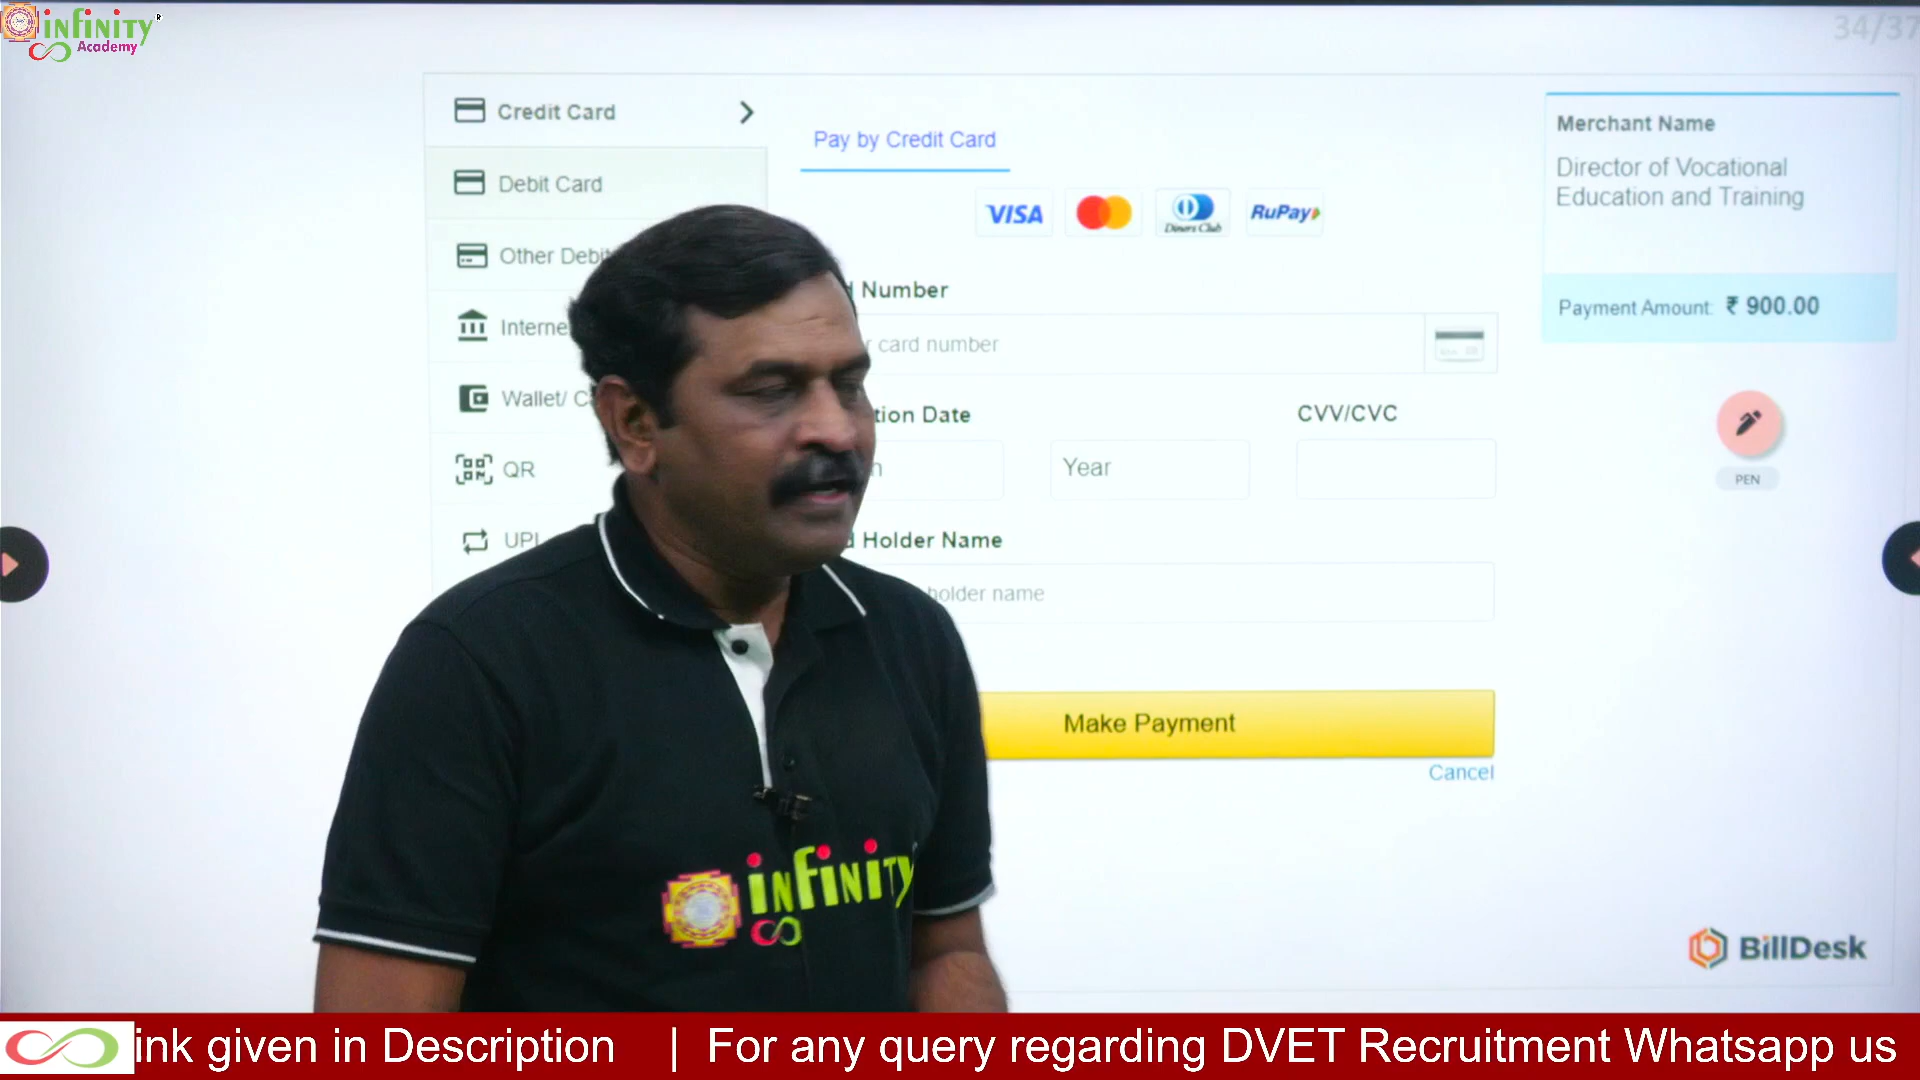 infinity
Academy
34/37
Credit Card
Debit Card
Other Debit
Wallet/
QR
UPI
Pay by Credit Card
VISA
Diners Club
RuPay
Number
card number
Date
CVV/CVC
Year
Holder Name
holder name
Make Payment
Cancel
Merchant Name
Director of Vocational
Education and Training
Payment Amount: ₹ 900.00
PEN
BillDesk
infinity
ink given in Description | For any query regarding DVET Recruitment Whatsapp us